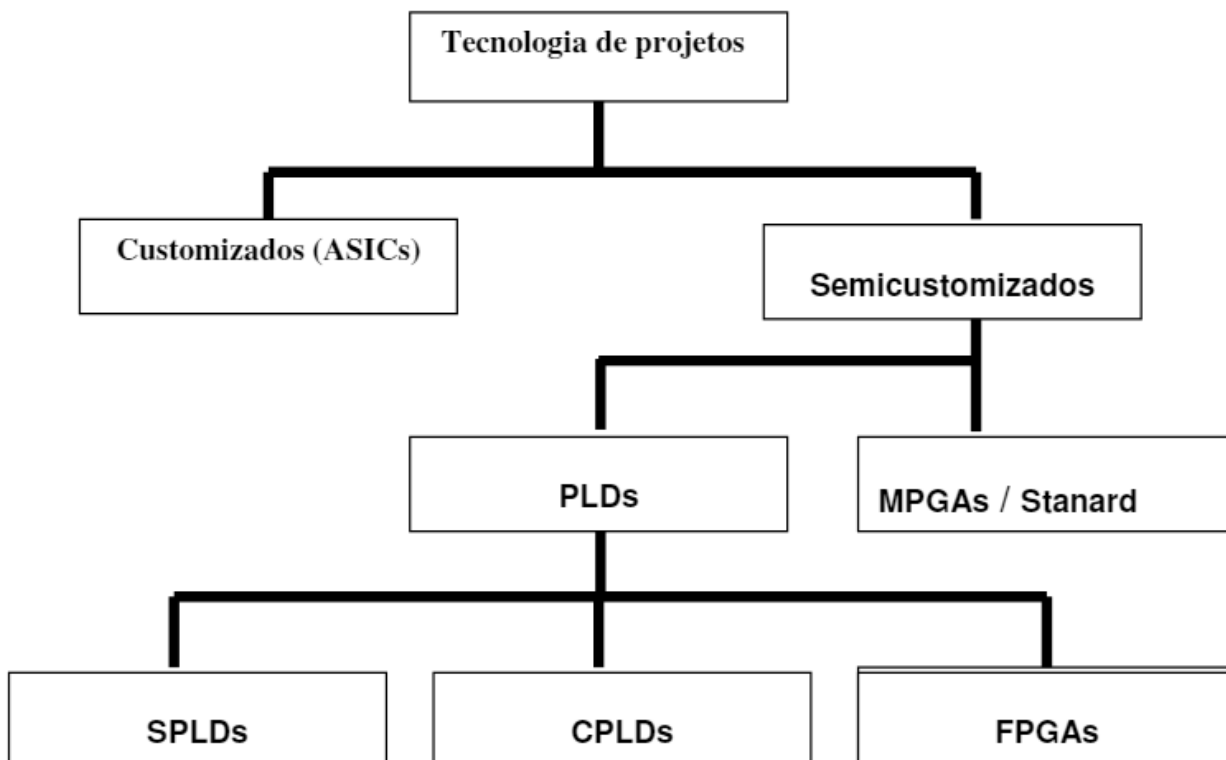 Tecnologia de projetos
Customizados (ASICs)
Semicustomizados
PLDs
MPGAs / Stanard
SPLDs
CPLDs
FPGAs